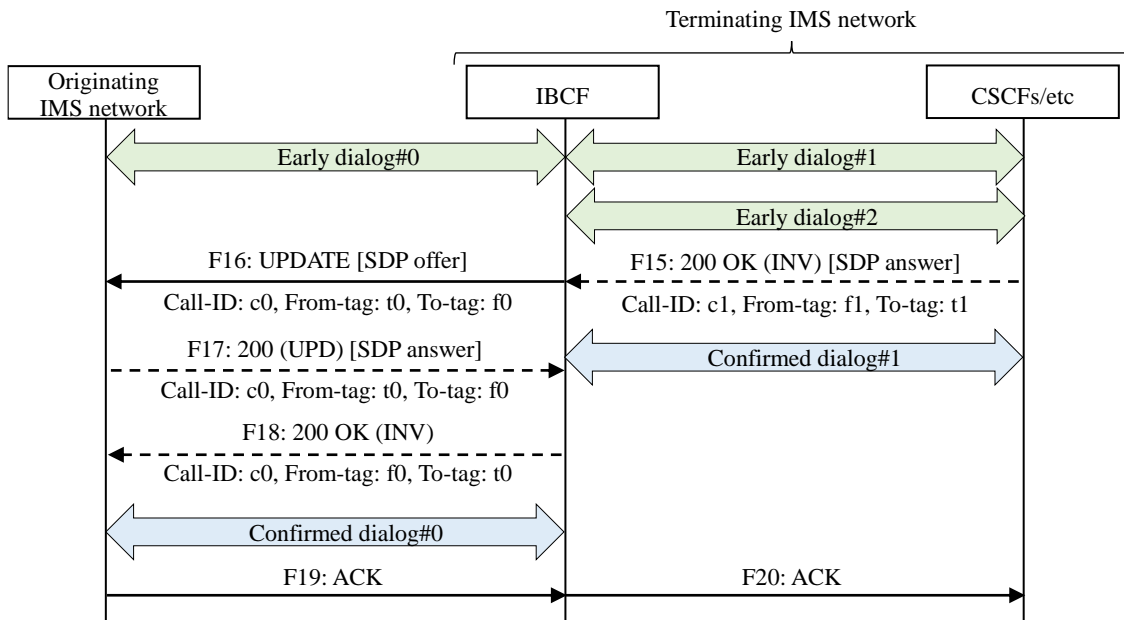 Terminating IMS network
Originating
IMS network
IBCF
CSCFs/etc
Early dialog#0
Early dialog#1
Early dialog#2
F16: UPDATE [SDP offer]
F15: 200 OK (INV) [SDP answer]
Call-ID: c0, From-tag: t0, To-tag: f0
Call-ID: c1, From-tag: f1, To-tag: t1
F17: 200 (UPD) [SDP answer]
Confirmed dialog#1
Call-ID: c0, From-tag: t0, To-tag: f0
F18: 200 OK (INV)
Call-ID: c0, From-tag: f0, To-tag: t0
Confirmed dialog#0
F19: ACK
F20: ACK